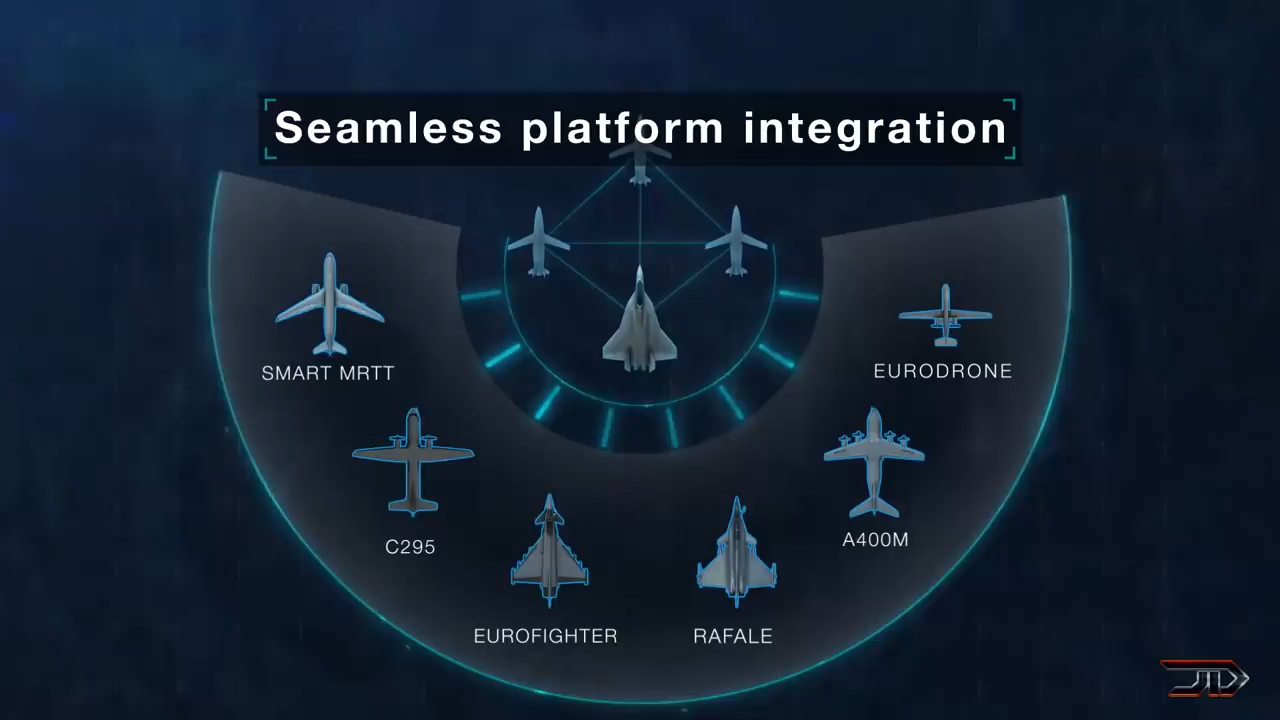 Seamless platform integration
SMART MRTT
EURODRONE
C295
A400M
EUROFIGHTER
RAFALE